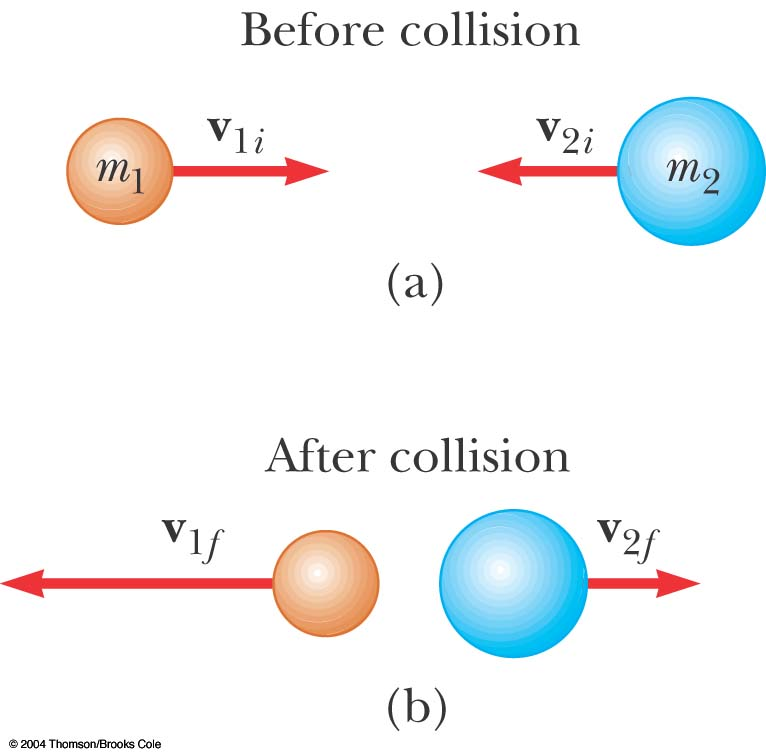 Before collision
v1i
v2i
m1
m2
(a)
After collision
v1f
v2f
(b)
© 2004 Thomson/Brooks Cole